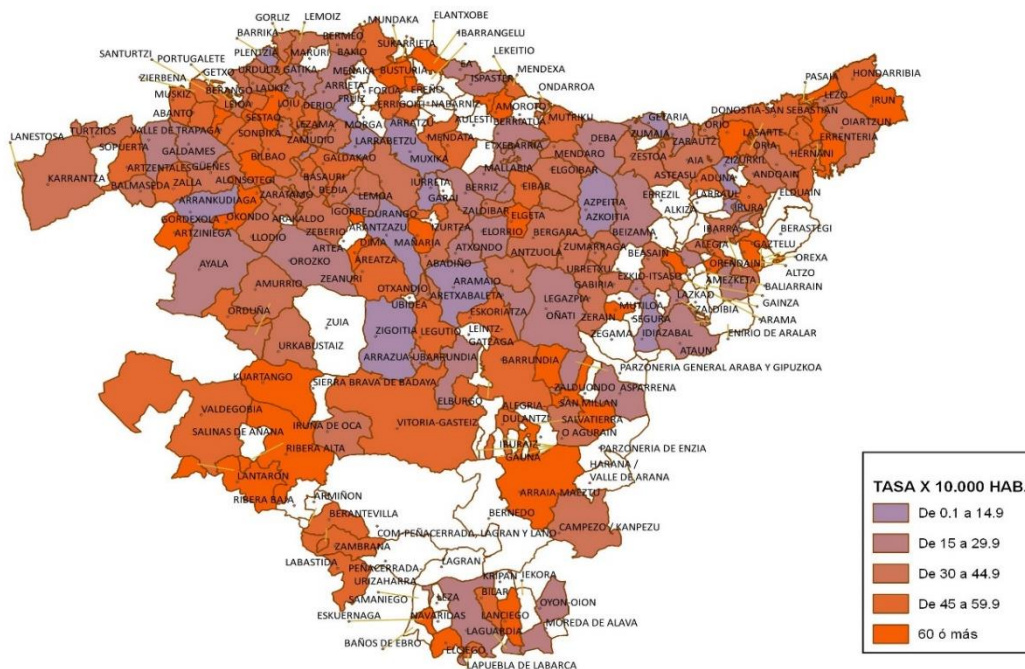 ELANTXOBE
MUNDAKA
IBARRANGELU
GORLIZ
LEMOIZ
SUKARRIETA
BARRIKA
BERMEO
LEKEITIO
PLENTZIA
MARURI
BAKIO
EA
MENDEXA
SANTURTZI
PORTUGALETE
URDULIZ
GATIKA
MEÑAKA
BUSTURIA
ISPASTER
ONDARROA
ZIERBENA
GETXO
BERANGO
LAUKIZ
ARRIETA
FORUA
EREÑO
PASAIA
HONDARRIBIA
MUSKIZ
LEIOA
LOIU
DERIO
FRUIZ
ERRIGOITI
NABARNIZ
AMOROTO
MUTRIKU
GETARIA
DONOSTIA-SAN SEBASTIAN
LEZO
IRUN
ABANTO
SESTAO
LEZAMA
MORGA
ARRATZU
AULESTI
BERRIATUA
DEBA
ZUMAIA
ORIO
LASARTE
OIARTZUN
LANESTOSA
TURTZIOS
VALLE DE TRAPAGA
SONDIKA
ZAMUDIO
LARRABETZU
MENDATA
ETXEBARRIA
ZARAUTZ
ORIA
ERRENTERIA
SOPUERTA
GALDAMES
BILBAO
GALDAKAO
MUXIKA
MENDARO
ZESTOA
AIA
ZIZURKIL
HERNANI
KARRANTZA
ARTZENTALES
GÜEÑES
BASAURI
MALLABIA
ELGOIBAR
ASTEASU
ADUNA
ANDOAIN
BALMASEDA
ZALLA
ALONSOTEGI
BEDIA
LEMOA
IURRETA
BERRIZ
EIBAR
AZPEITIA
ERREZIL
LARRAUL
ELDUAIN
ARRANKUDIAGA
ZARATAMO
GARAI
AZKOITIA
ALKIZA
IRURA
GORDEXOLA
OKONDO
ARAKALDO
IGORRE
DURANGO
IZURTZA
ZALDIBAR
ELGETA
BEIZAMA
IBARRA
BERASTEGI
ARTZINIEGA
ZEBERIO
ARANTZAZU
ELORRIO
BERGARA
ALEGIA
GAZTELU
LLODIO
ARTEA
DIMA
MAÑARIA
ATXONDO
ZUMARRAGA
BEASAIN
ORENDAIN
OREXA
AYALA
OROZKO
AREATZA
ABADIÑO
ANTZUOLA
URRETXU
EZKIO-ITSASO
AMEZKETA
ALTZO
ZEANURI
ARAMAIO
GABIRIA
BALIARRAIN
AMURRIO
OTXANDIO
ARETXABALETA
LEGAZPIA
MUTILOA
LAZKAO
GAINZA
ORDUÑA
UBIDEA
ESKORIATZA
OÑATI
ZERAIN
SEGURA
ZALDIBIA
ARAMA
ZUIA
ZIGOITIA
LEGUTIO
LEINTZ-
GATZAGA
ZEGAMA
IDIAZABAL
ENIRIO DE ARALAR
URKABUSTAIZ
ARRAZUA-UBARRUNDIA
BARRUNDIA
ATAUN
KUARTANGO
SIERRA BRAVA DE BADAYA
PARZONERIA GENERAL ARABA Y GIPUZKOA
ELBURGO
ZALDUONDO
ASPARRENA
VALDEGOBIA
ALEGRIA-
DULANTZI
SAN MILLAN
SALINAS DE AÑANA
IRUÑA DE OCA
VITORIA-GASTEIZ
SALVATIERRA
O AGURAIN
RIBERA ALTA
IRURAIZ
GAUNA
PARZONERIA DE ENZIA
LANTARÓN
HARANA /
VALLE DE ARANA
RIBERA BAJA
ARMIÑON
ARRAIA-MAEZTU
BERANTEVILLA
BERNEDO
CAMPEZO / KANPEZU
COM-PEÑACERRADA, LAGRAN Y LAÑO
ZAMBRANA
LABASTIDA
PEÑACERRADA
LAGRAN
URIZAHARRA
KRIPAN
IEKORA
SAMANIEGO
LEZA
BILAR
OYON-OION
ESKUERNAGA
NAVARIDAS
LANCIEGO
MOREDA DE ALAVA
BAÑOS DE EBRO
LAGUARDIA
ELCIEGO
LAPUEBLA DE LABARCA
TASA X 10.000 HAB.
De 0.1 a 14.9
De 15 a 29.9
De 30 a 44.9
De 45 a 59.9
60 ó más